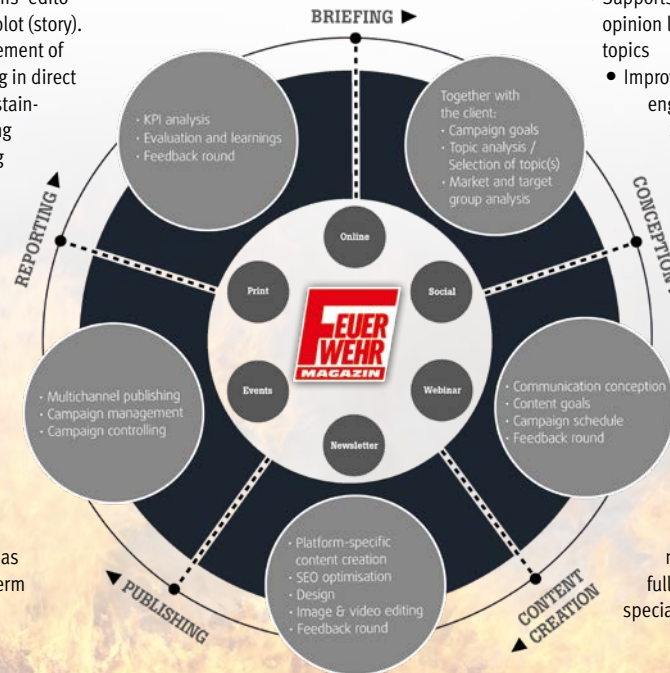 edito-
plot (story).
ement of
g in direct
stain-
ng
g
opinion l
topics
• Improv
eng
BRIEFING ►
· KPI analysis
· Evaluation and learnings
· Feedback round
Together with
the client:
· Campaign goals
· Topic analysis /
Selection of topic(s)
· Market and target
group analysis
REPORTING
CONCEPTION
Online
Print
Social
FEUER
WEHR
MAGAZIN
Events
Webinar
Newsletter
· Multichannel publishing
· Campaign management
· Campaign controlling
· Communication conception
· Content goals
· Campaign schedule
· Feedback round
· Platform-specific
content creation
· SEO optimisation
· Design
· Image & video editing
· Feedback round
◄ PUBLISHING
CONTENT
◄ CREATION
as
erm
full
specia